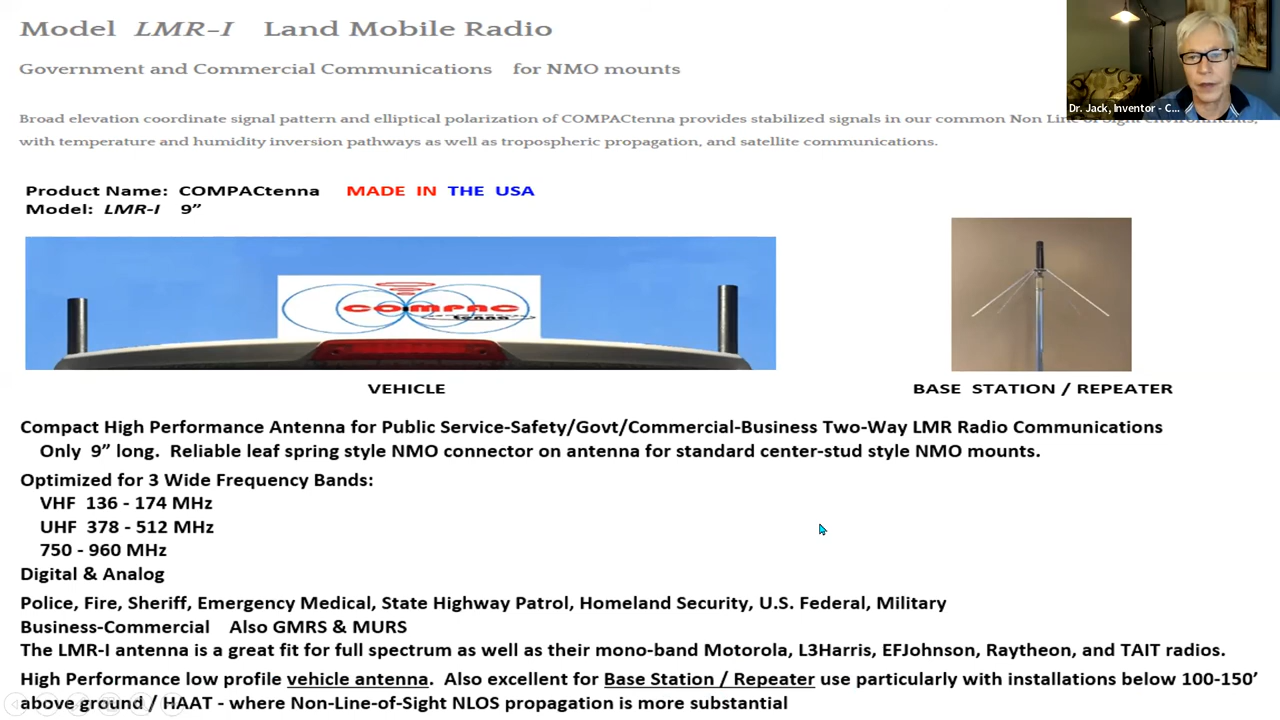 Model LMR-I Land Mobile Radio
Government and Commercial Communications for NMO mounts
Dr. Jack, Inventor - C...
Broad elevation coordinate signal pattern and elliptical polarization of COMPACtenna provides stabilized signals in our common Non Line of Sight environments,
with temperature and humidity inversion pathways as well as tropospheric propagation, and satellite communications.
Product Name: COMPACtenna MADE IN THE USA
Model: LMR-I 9”
COMPAC
tenna
VEHICLE
BASE STATION / REPEATER
Compact High Performance Antenna for Public Service-Safety/Govt/Commercial-Business Two-Way LMR Radio Communications
Only 9” long. Reliable leaf spring style NMO connector on antenna for standard center-stud style NMO mounts.
Optimized for 3 Wide Frequency Bands:
VHF 136 - 174 MHz
UHF 378 - 512 MHz
750 - 960 MHz
Digital & Analog
Police, Fire, Sheriff, Emergency Medical, State Highway Patrol, Homeland Security, U.S. Federal, Military
Business-Commercial Also GMRS & MURS
The LMR-I antenna is a great fit for full spectrum as well as their mono-band Motorola, L3Harris, EFJohnson, Raytheon, and TAIT radios.
High Performance low profile vehicle antenna. Also excellent for Base Station / Repeater use particularly with installations below 100-150’
above ground / HAAT - where Non-Line-of-Sight NLOS propagation is more substantial